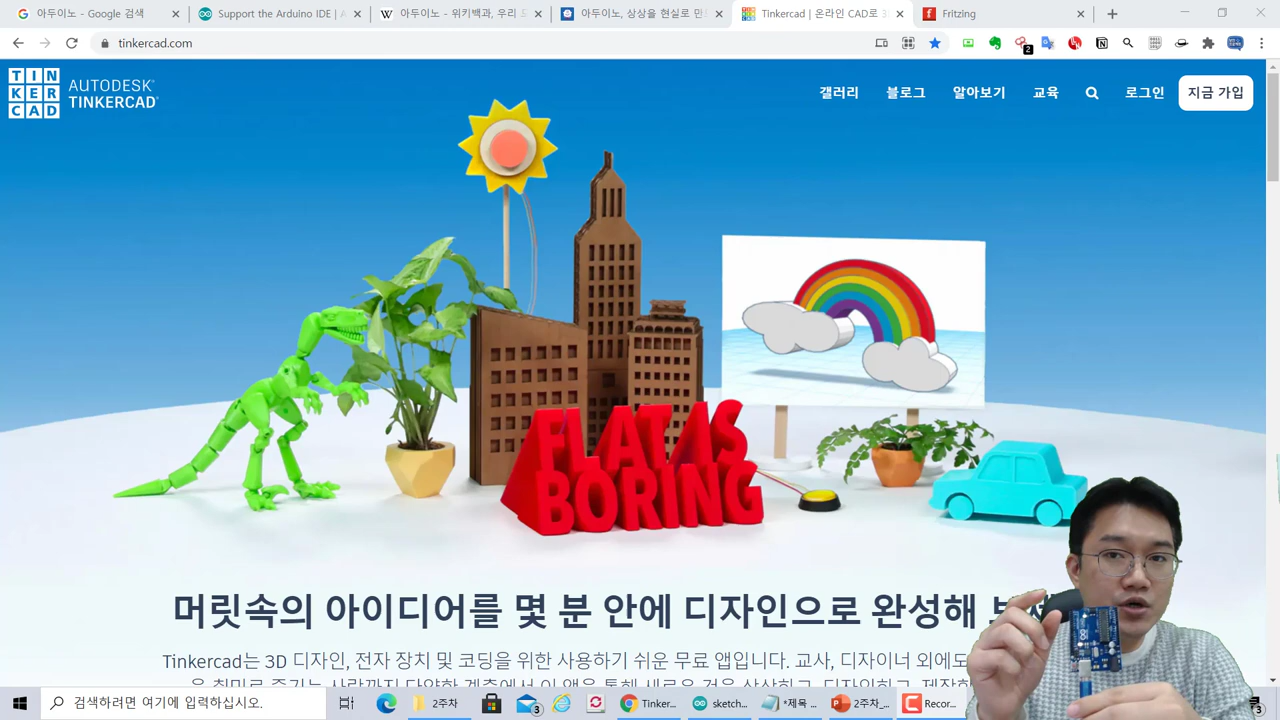 아두이노 - Google 검색
Support the Arduino IDE | A
아두이노 - 위키백과, 우리 모
아두이노, 상상을 현실로 만드
Tinkercad | 온라인 CAD로 3
Fritzing
tinkercad.com
2
TIN
KER
CAD
AUTODESK
TINKERCAD
갤러리
블로그
알아보기
교육
로그인
지금 가입
FLAT IS
BORING
머릿속의 아이디어를 몇 분 안에 디자인으로 완성해
Tinkercad는 3D 디자인, 전자 장치 및 코딩을 위한 사용하기 쉬운 무료 앱입니다. 교사, 디자이너 외에도
검색하려면 여기에 입력하십시오.
2주차
3
Tinker...
sketch...
*제목 ...
2주차_...
Recor...
3